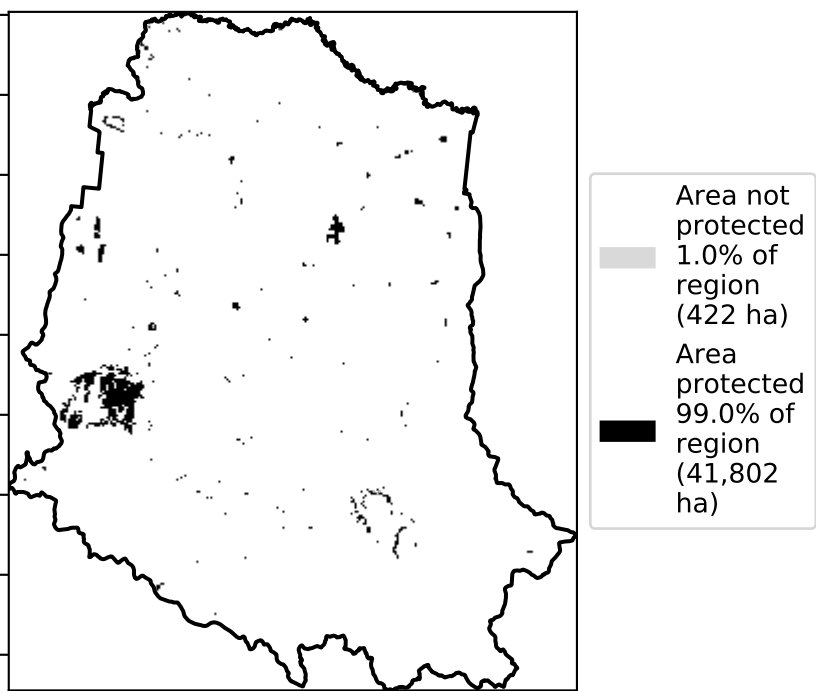 Area not
protected
1.0% of
region
(422 ha)
Area
protected
99.0% of
region
(41,802
ha)